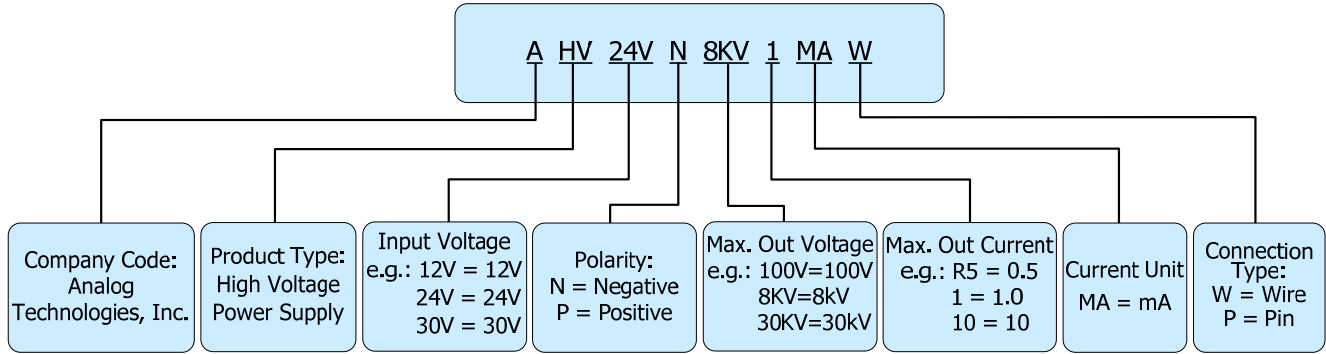 A HV 24V N 8KV 1 MA W
Company Code:
Analog
Technologies, Inc.
Product Type:
High Voltage
Power Supply
Input Voltage
e.g.: 12V = 12V
24V = 24V
30V = 30V
Polarity:
N = Negative
P = Positive
Max. Out Voltage
e.g.: 100V=100V
8KV=8kV
30KV=30kV
Max. Out Current
e.g.: R5 = 0.5
1 = 1.0
10 = 10
Current Unit
MA = mA
Connection
Type:
W = Wire
P = Pin